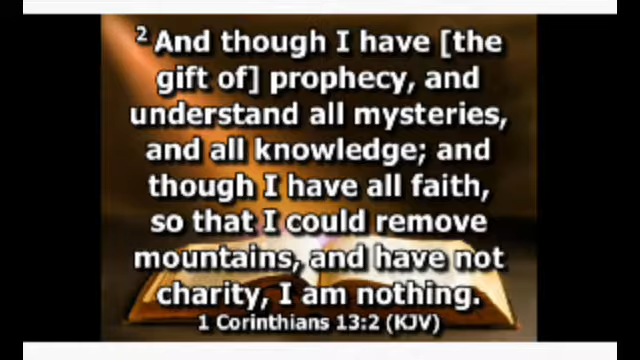 2 And though I have [the
gift of] prophecy, and
understand all mysteries,
and all knowledge; and
though I have all faith,
so that I could remove
mountains, and have not
charity, I am nothing.
1 Corinthians 13:2 (KJV)